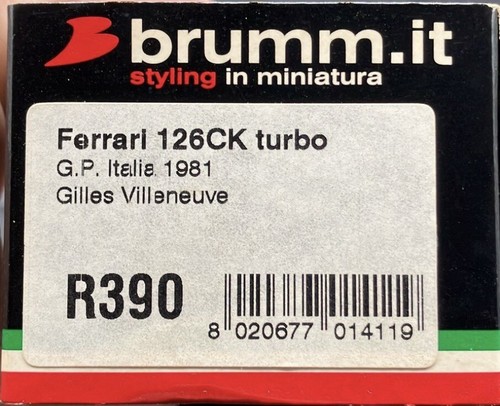 brumm.it
styling in miniatura
Ferrari 126CK turbo
G.P. Italia 1981
Gilles Villeneuve
R390
8 020677 014119